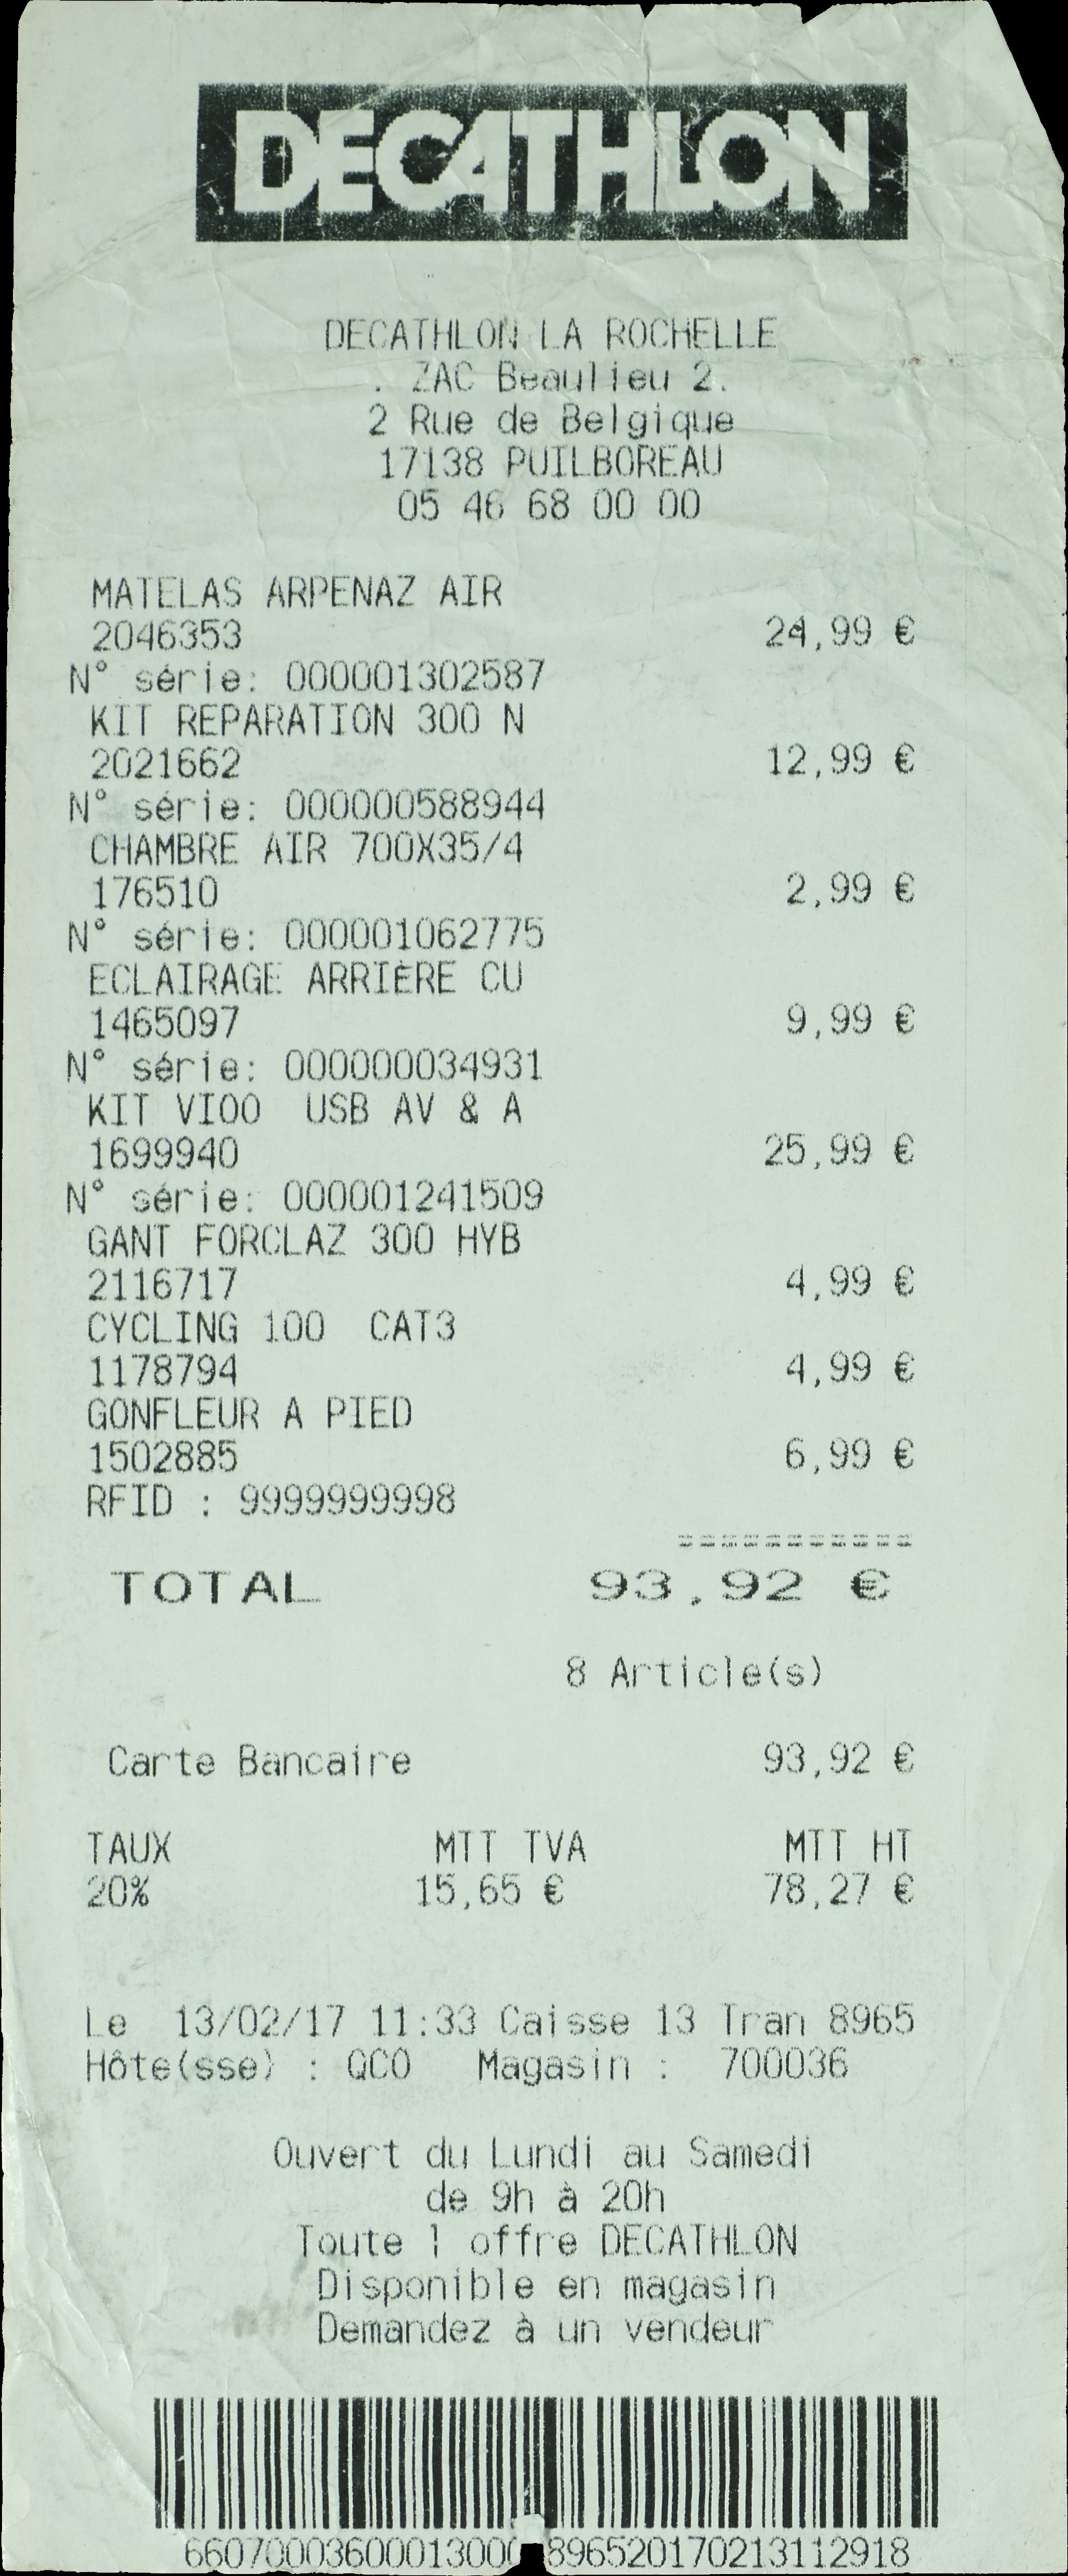 DECATHLON
DECATHLON LA ROCHELLE
. ZAC Beaulieu 2.
2 Rue de Belgique
17138 PUILBOREAU
05 46 68 00 00
MATELAS ARPENAZ AIR
2046353 24,99 €
N° série: 000001302587
KIT REPARATION 300 N
2021662 12,99 €
N° série: 000000588944
CHAMBRE AIR 700X35/4
176510 2,99 €
N° série: 000001062775
ECLAIRAGE ARRIÈRE CU
1465097 9,99 €
N° série: 000000034931
KIT VIOO  USB AV & A
1699940 25,99 €
N° série: 000001241509
GANT FORCLAZ 300 HYB
2116717 4,99 €
CYCLING 100  CAT3
1178794 4,99 €
GONFLEUR A PIED
1502885 6,99 €
RFID : 9999999998
===========
TOTAL 93,92 €
8 Article(s)
Carte Bancaire 93,92 €
TAUX MTT TVA MTT HT
20% 15,65 € 78,27 €
Le  13/02/17 11:33 Caisse 13 Tran 8965
Hôte(sse) : QCO   Magasin :  700036
Ouvert du Lundi au Samedi
de 9h à 20h
Toute l offre DECATHLON
Disponible en magasin
Demandez à un vendeur